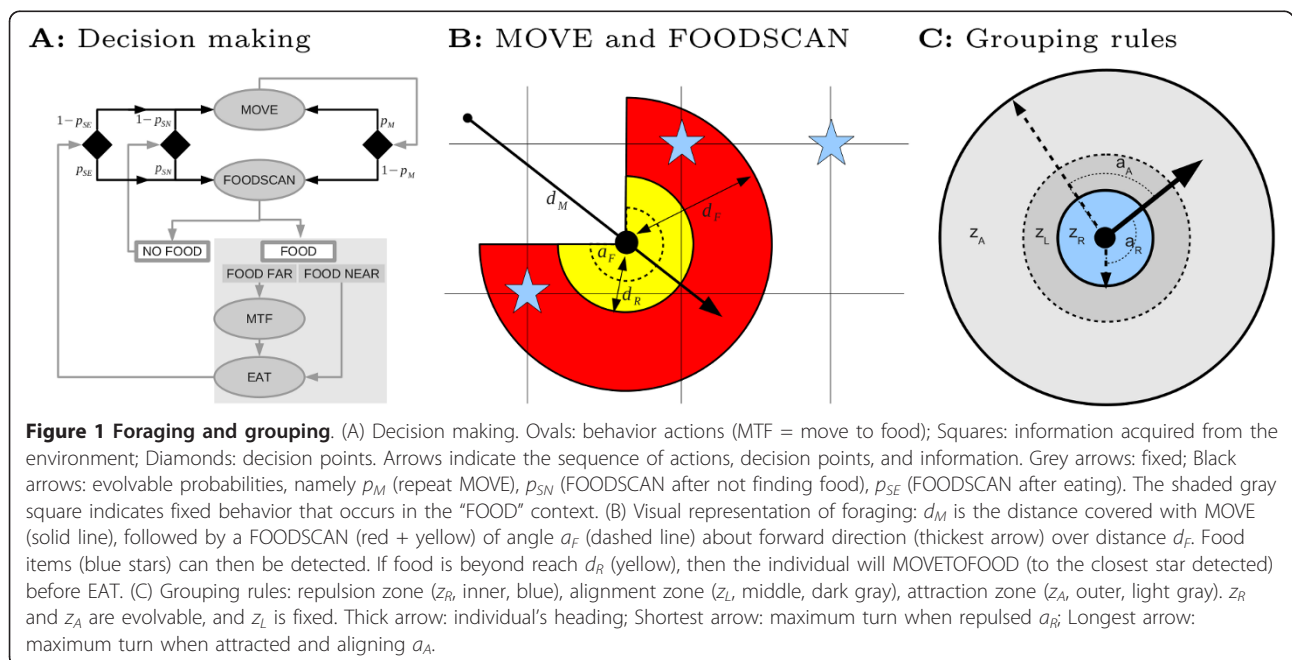 A: Decision making
B: MOVE and FOODSCAN
C: Grouping rules
MOVE
1−p_SE
1−p_SN
p_M
p_SE
p_SN
1−p_M
FOODSCAN
NO FOOD
FOOD
FOOD FAR
FOOD NEAR
MTF
EAT
d_M
d_F
a_F
d_R
a_A
z_A
z_L
z_R
a_R
Figure 1 Foraging and grouping. (A) Decision making. Ovals: behavior actions (MTF = move to food); Squares: information acquired from the
environment; Diamonds: decision points. Arrows indicate the sequence of actions, decision points, and information. Grey arrows: fixed; Black
arrows: evolvable probabilities, namely p_M (repeat MOVE), p_SN (FOODSCAN after not finding food), p_SE (FOODSCAN after eating). The shaded gray
square indicates fixed behavior that occurs in the "FOOD" context. (B) Visual representation of foraging: d_M is the distance covered with MOVE
(solid line), followed by a FOODSCAN (red + yellow) of angle a_F (dashed line) about forward direction (thickest arrow) over distance d_F. Food
items (blue stars) can then be detected. If food is beyond reach d_R (yellow), then the individual will MOVETOFOOD (to the closest star detected)
before EAT. (C) Grouping rules: repulsion zone (z_R, inner, blue), alignment zone (z_L, middle, dark gray), attraction zone (z_A, outer, light gray). z_R
and z_A are evolvable, and z_L is fixed. Thick arrow: individual's heading; Shortest arrow: maximum turn when repulsed a_R; Longest arrow:
maximum turn when attracted and aligning a_A.